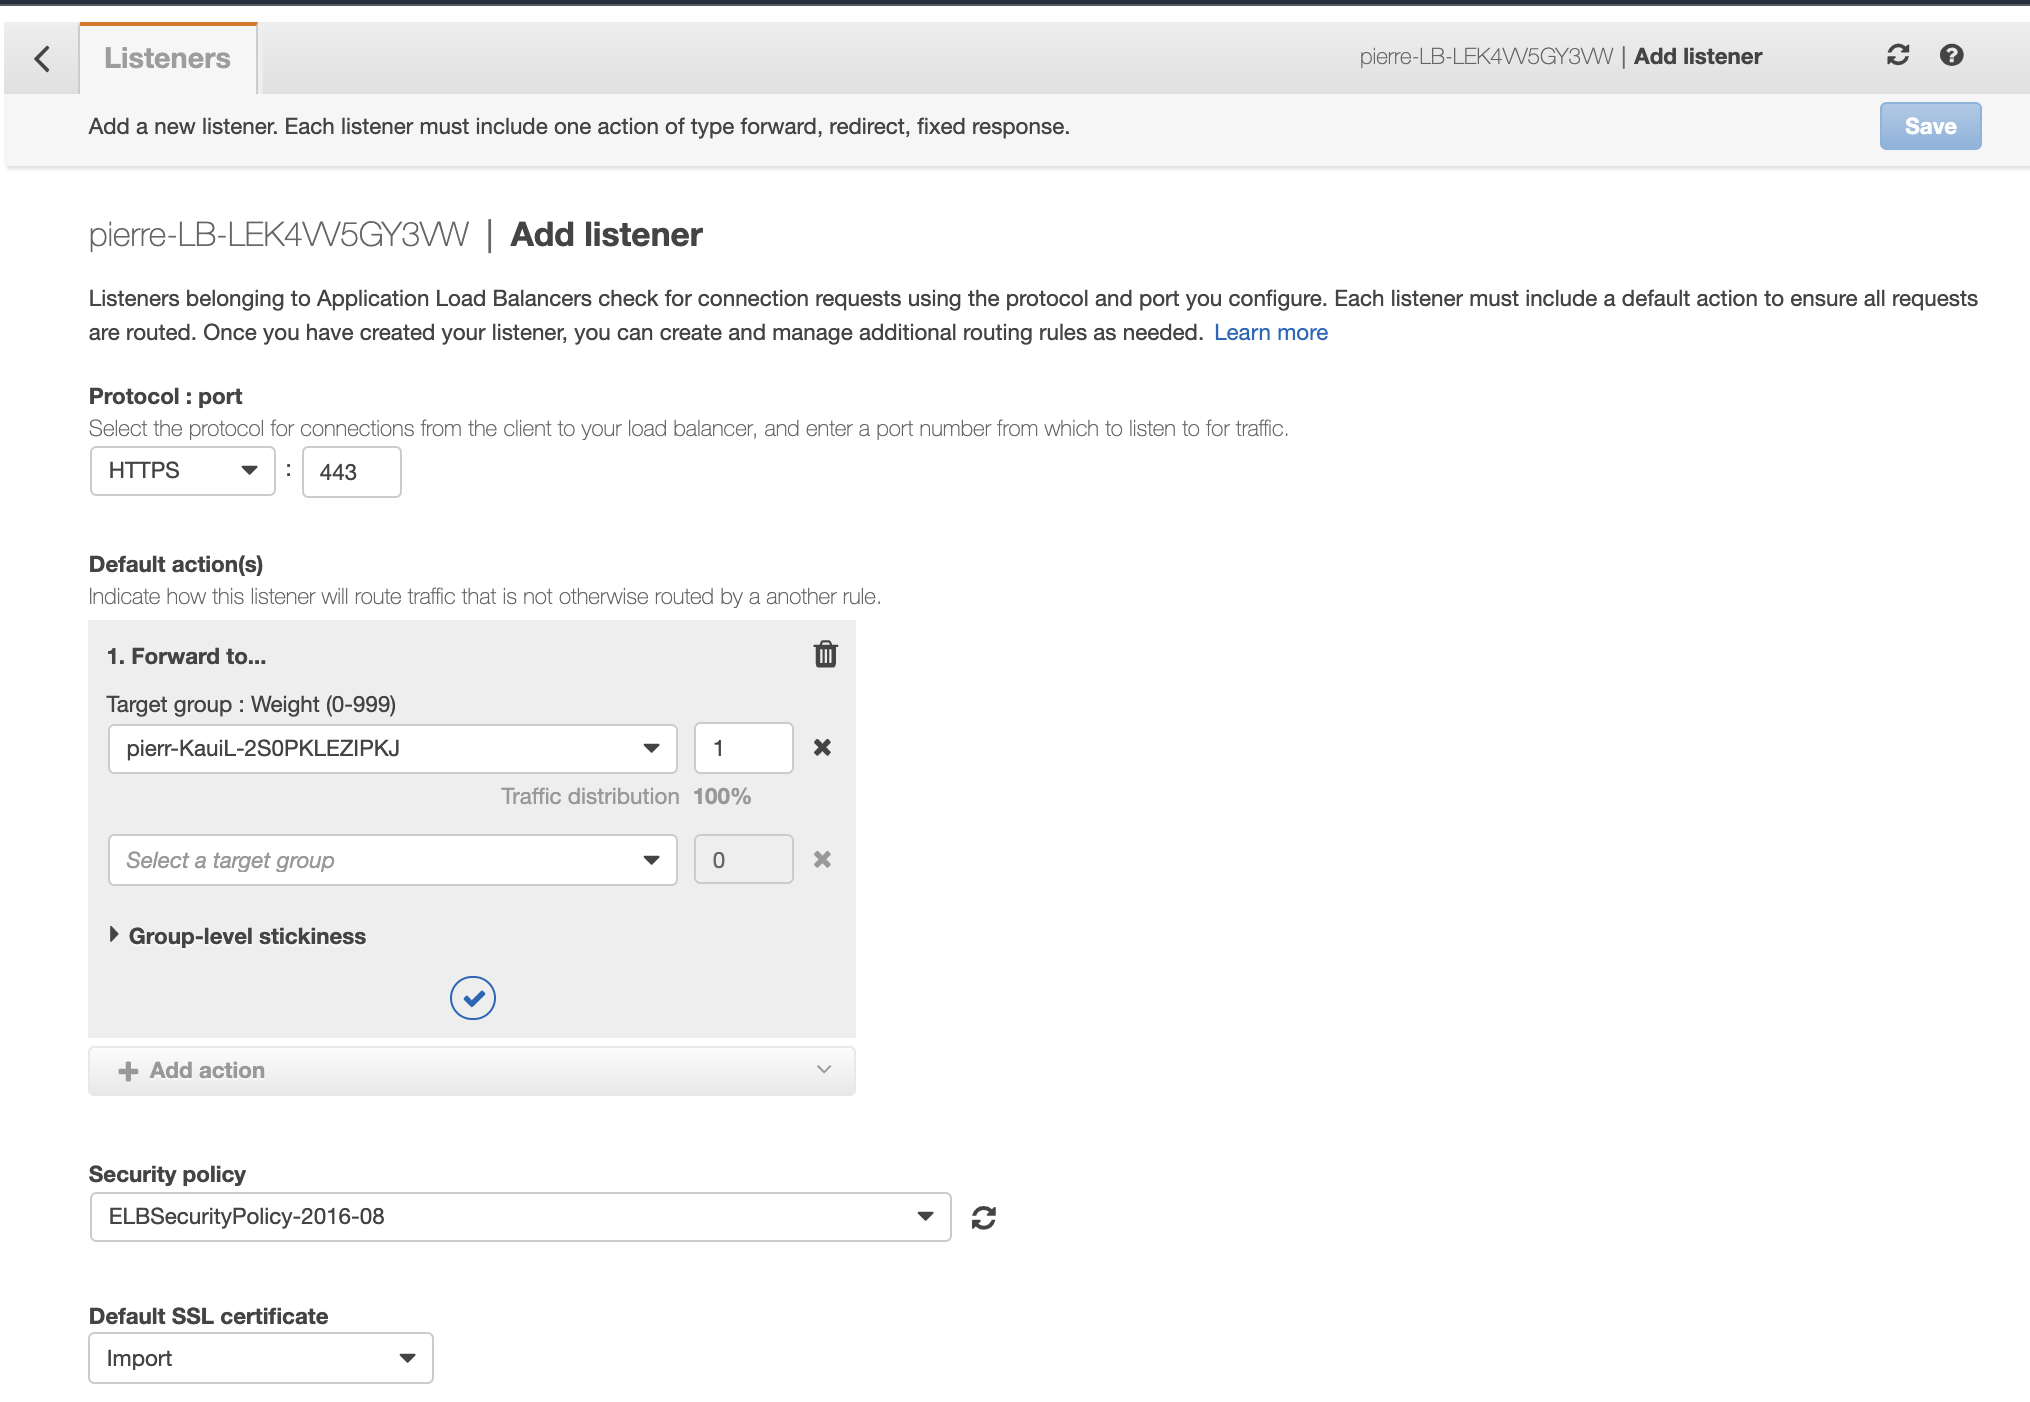 Listeners
pierre-LB-LEK4VV5GY3VW | Add listener
Add a new listener. Each listener must include one action of type forward, redirect, fixed response.
Save
pierre-LB-LEK4VV5GY3VW | Add listener
Listeners belonging to Application Load Balancers check for connection requests using the protocol and port you configure. Each listener must include a default action to ensure all requests
are routed. Once you have created your listener, you can create and manage additional routing rules as needed. Learn more
Protocol : port
Select the protocol for connections from the client to your load balancer, and enter a port number from which to listen to for traffic.
HTTPS : 443
Default action(s)
Indicate how this listener will route traffic that is not otherwise routed by a another rule.
1. Forward to...
Target group : Weight (0-999)
pierr-KauiL-2S0PKLEZIPKJ 1
Traffic distribution 100%
Select a target group 0
Group-level stickiness
Add action
Security policy
ELBSecurityPolicy-2016-08
Default SSL certificate
Import